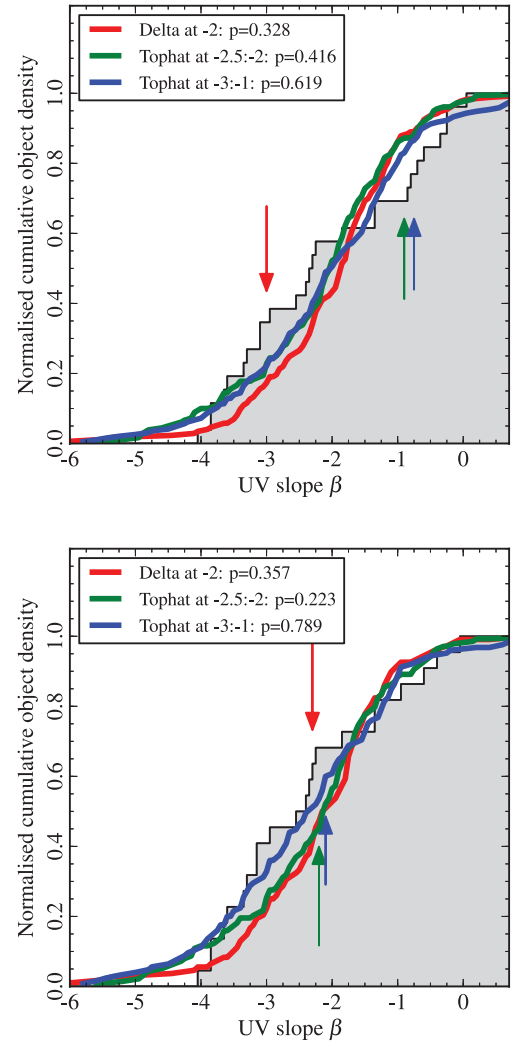 Delta at -2: p=0.328
Tophat at -2.5:-2: p=0.416
Tophat at -3:-1: p=0.619
Normalised cumulative object density
1.0
0.8
0.6
0.4
0.2
0.0
-6 -5 -4 -3 -2 -1 0
UV slope β
Delta at -2: p=0.357
Tophat at -2.5:-2: p=0.223
Tophat at -3:-1: p=0.789
Normalised cumulative object density
1.0
0.8
0.6
0.4
0.2
0.0
-6 -5 -4 -3 -2 -1 0
UV slope β